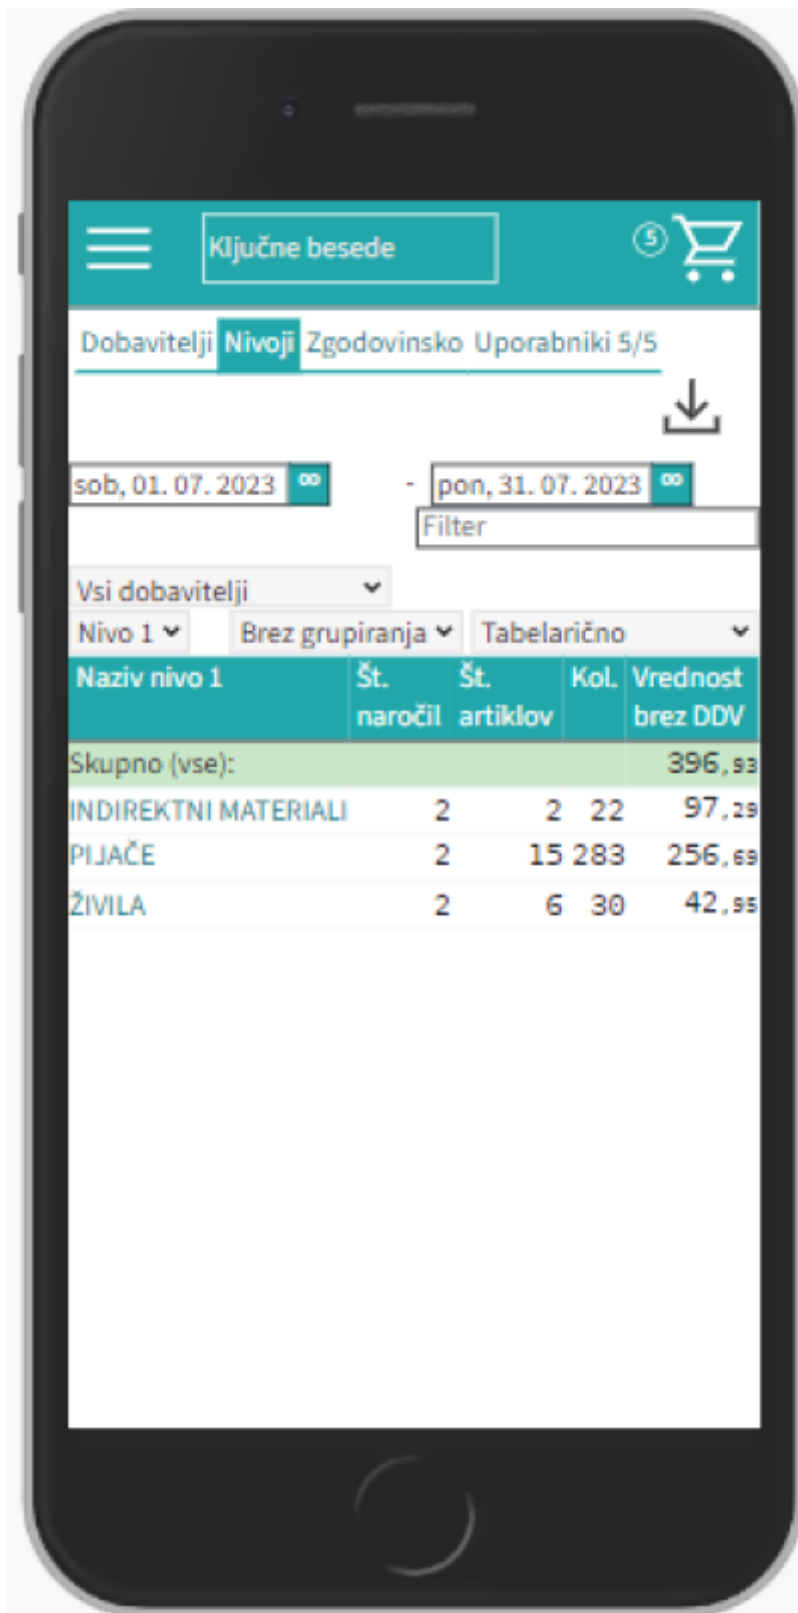 Ključne besede
5
Dobavitelji Nivoji Zgodovinsko Uporabniki 5/5
sob, 01. 07. 2023 ∞ - pon, 31. 07. 2023 ∞
Filter
Vsi dobavitelji
Nivo 1 Brez grupiranja Tabelarično
Naziv nivo 1 Št. naročil Št. artiklov Kol. Vrednost brez DDV
Skupno (vse): 396,93
INDIREKTNI MATERIALI 2 2 22 97,29
PIJAČE 2 15 283 256,69
ŽIVILA 2 6 30 42,95